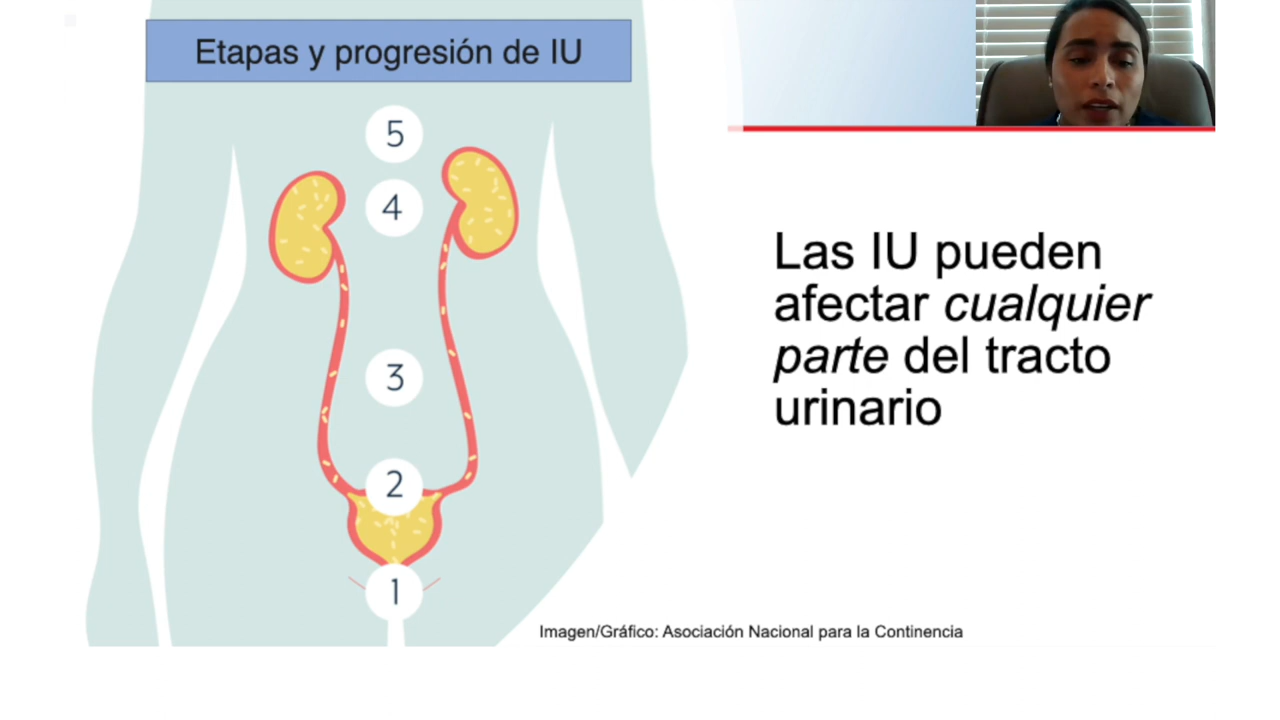 Etapas y progresión de IU
5
4
3
2
1
Las IU pueden
afectar cualquier
parte del tracto
urinario
Imagen/Gráfico: Asociación Nacional para la Continencia